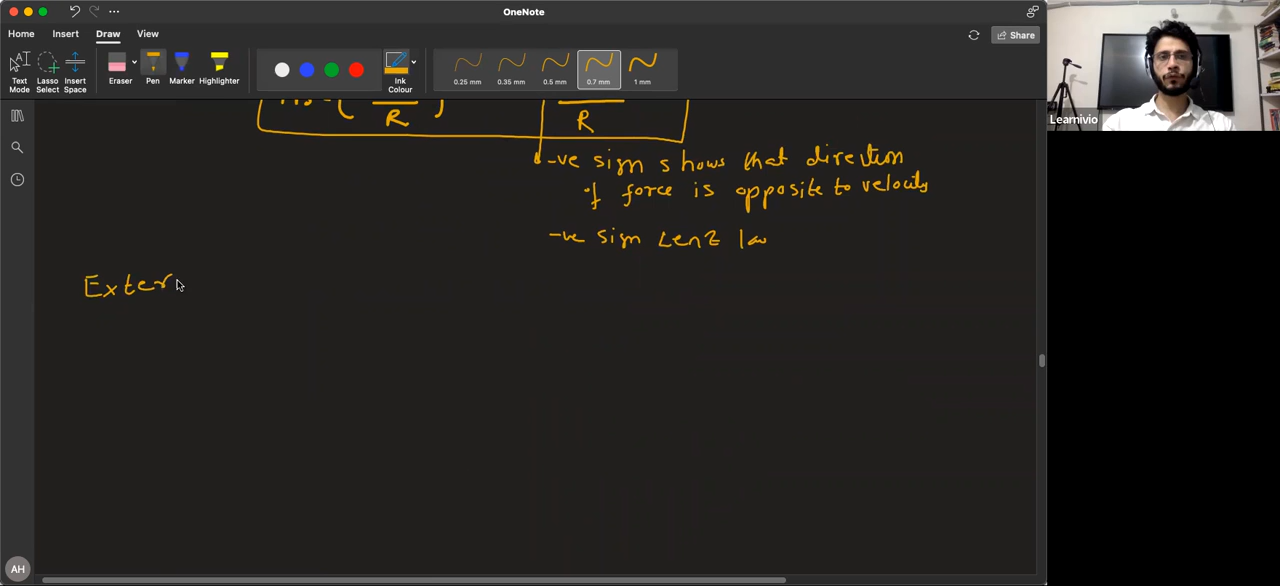 OneNote
Home Insert Draw View
Share
Text Mode
Lasso Select
Insert Space
Eraser
Pen
Marker
Highlighter
Ink Colour
0.25 mm
0.35 mm
0.5 mm
0.7 mm
1 mm
Learnivio
R
R
-ve sign shows that direction
of force is opposite to velocity
-ve sign LenZ law
Exter
AH